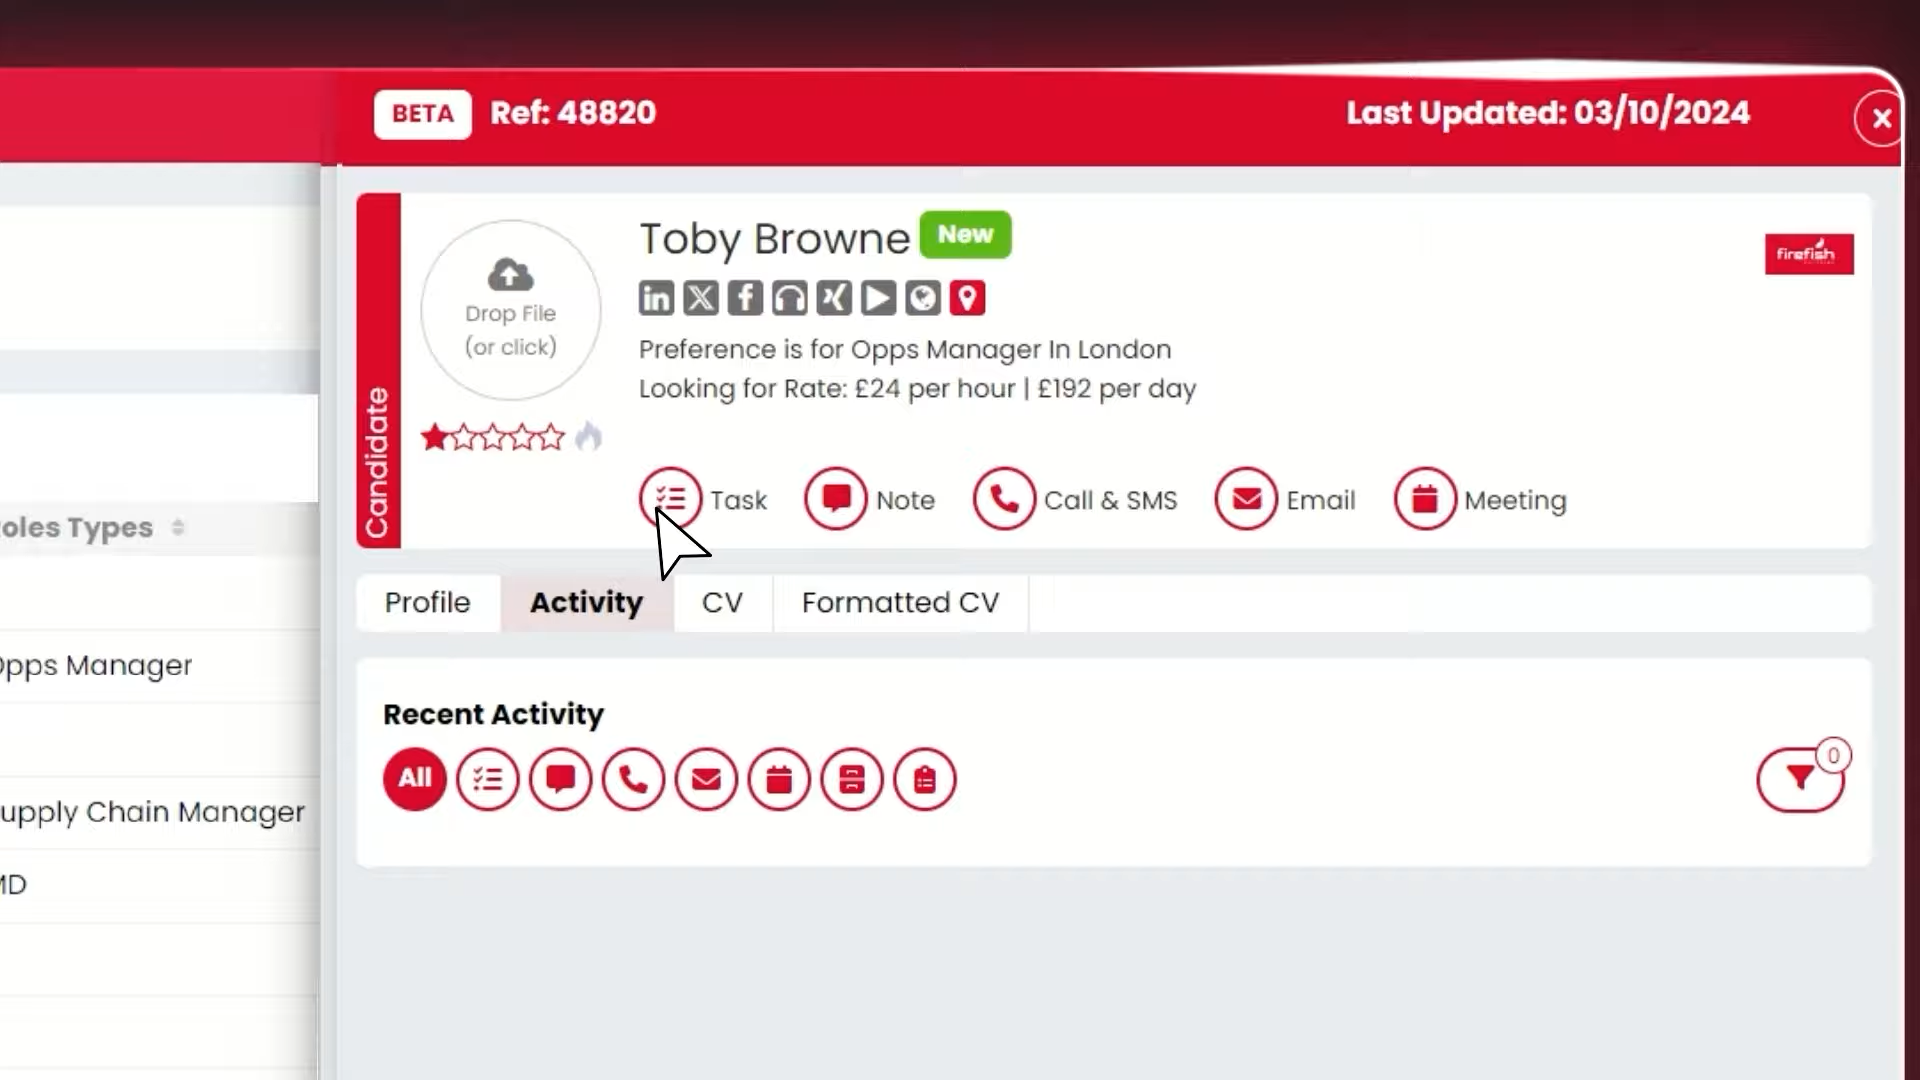 BETA Ref: 48820 Last Updated: 03/10/2024
Candidate
Drop File
(or click)
Toby Browne New
firefish
Preference is for Opps Manager In London
Looking for Rate: £24 per hour | £192 per day
Task Note Call & SMS Email Meeting
Profile Activity CV Formatted CV
Recent Activity
All
0
oles Types
Opps Manager
upply Chain Manager
MD